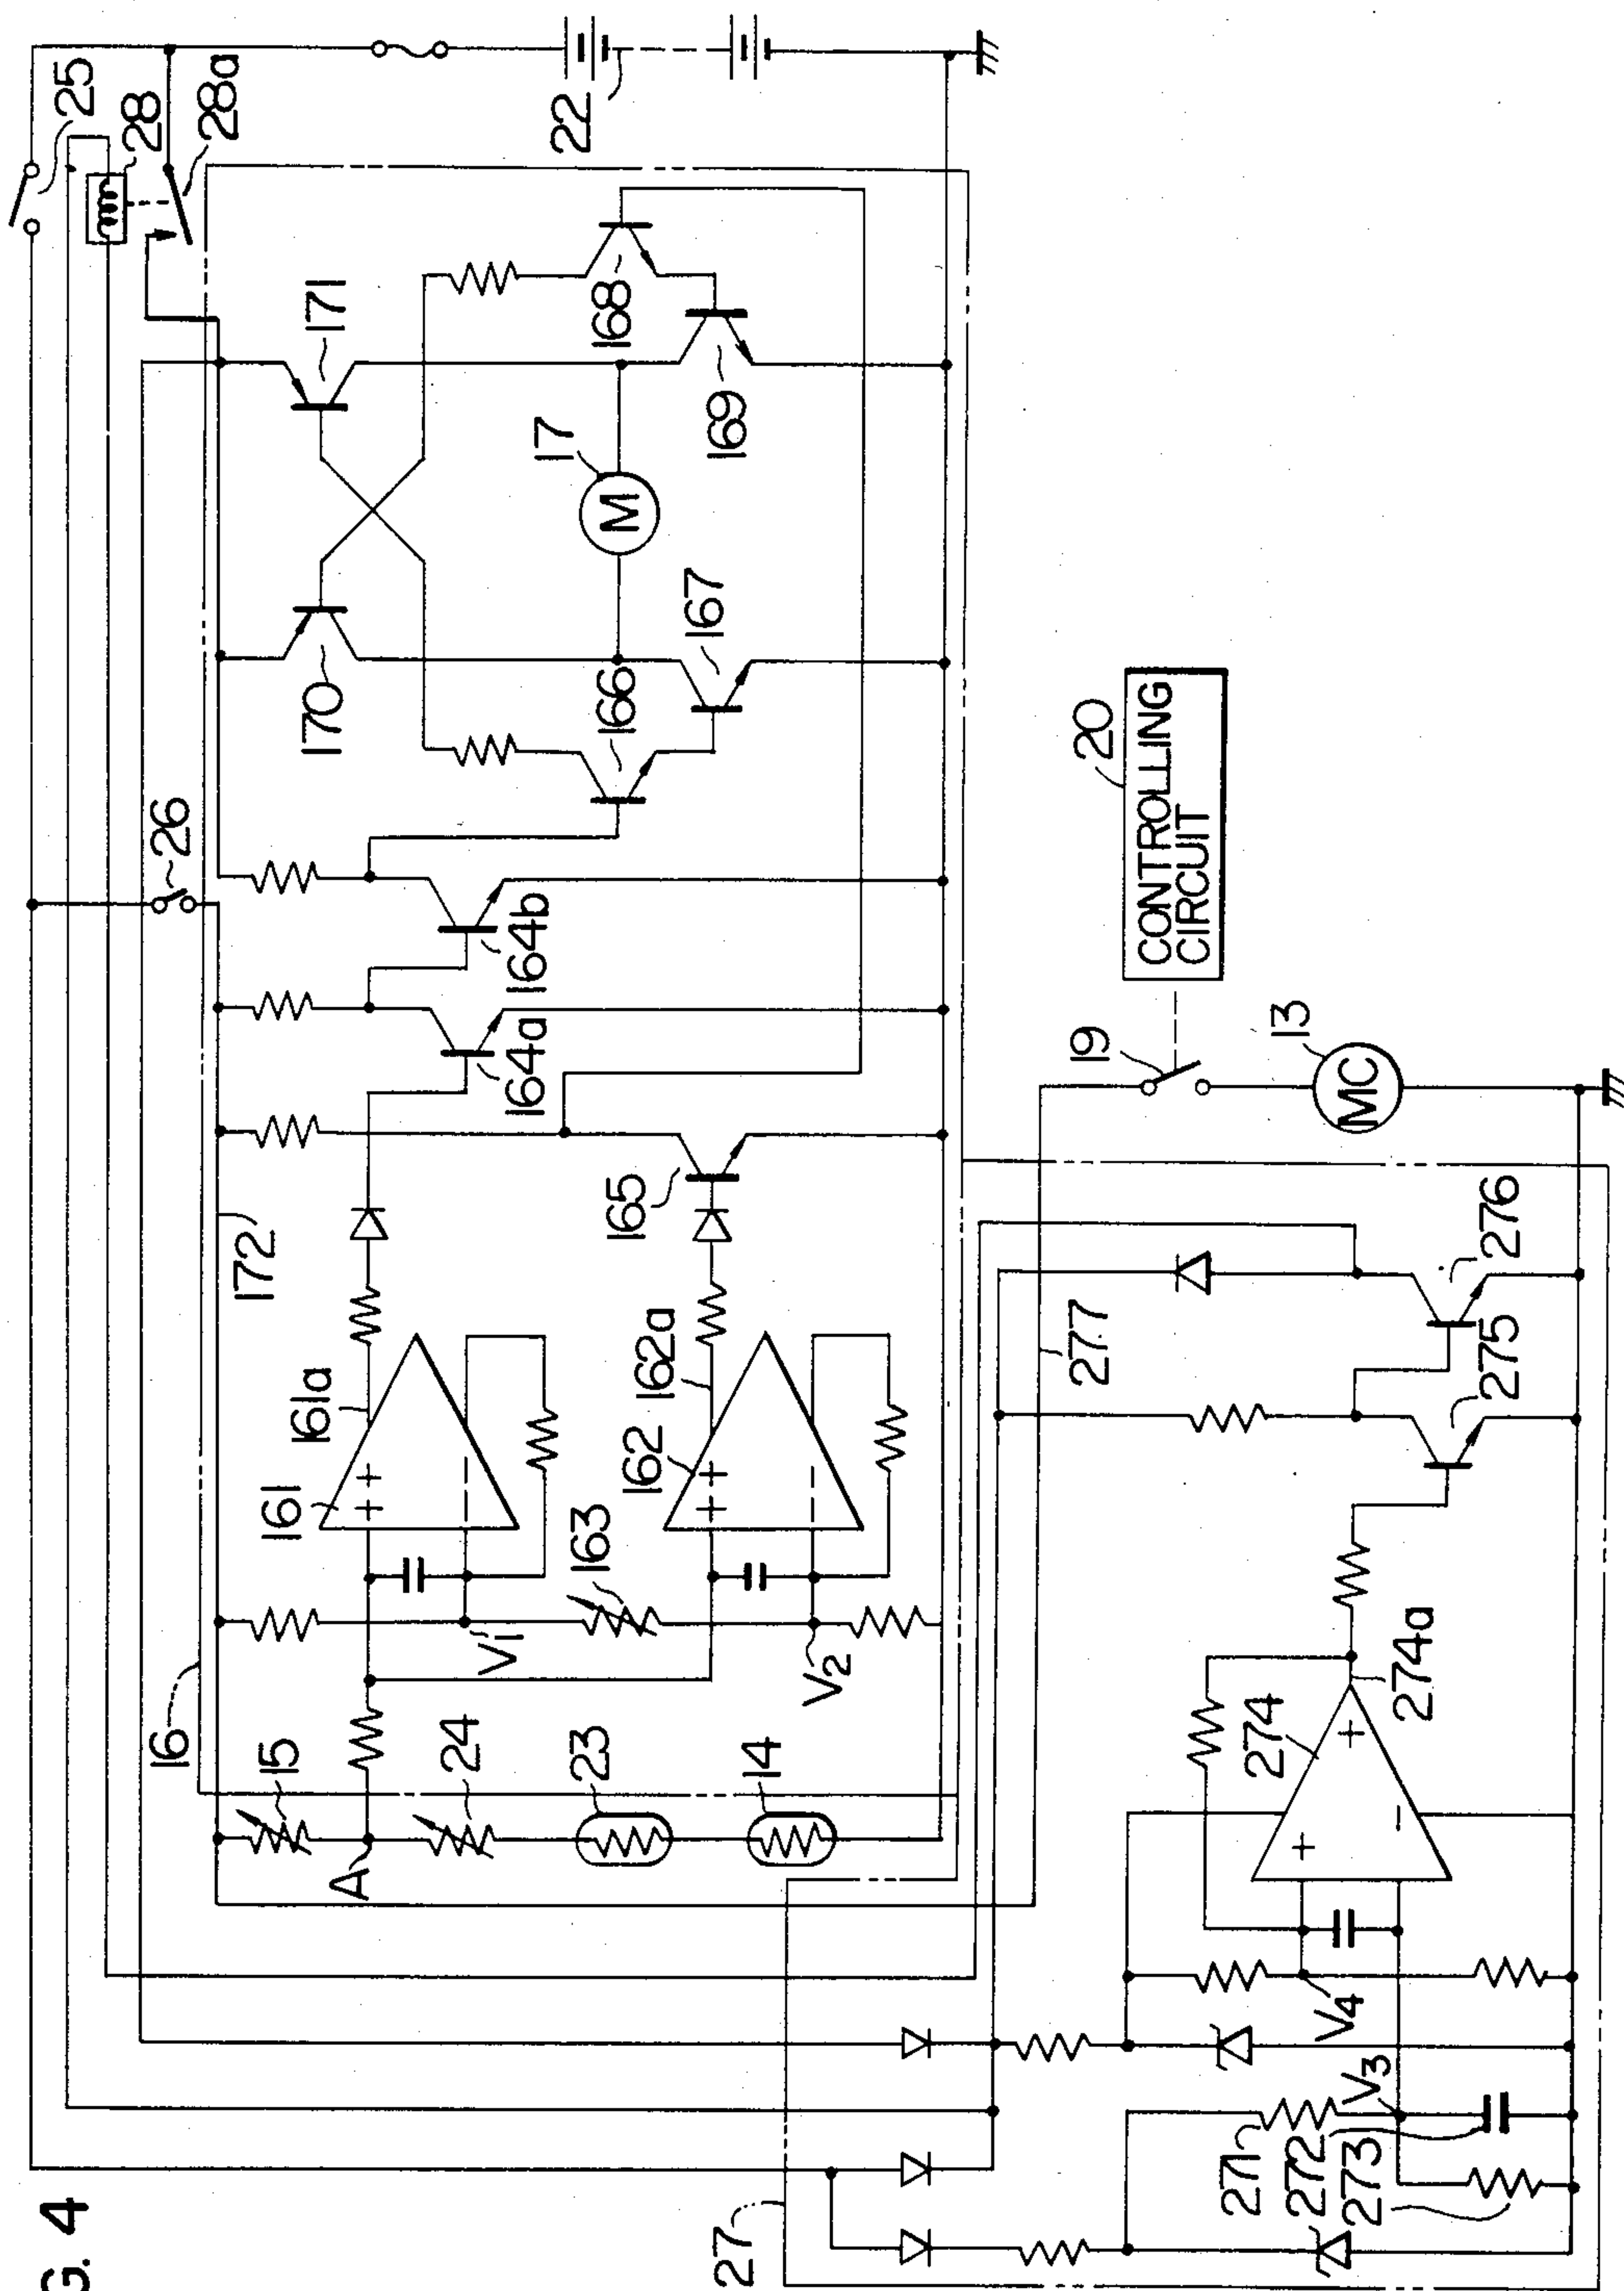 G. 4
25
28
28a
22
171
168
169
17
M
170
166
167
26
164b
164a
172
165
161a
161
162a
162
163
V1
V2
16
15
A
24
23
14
20
CONTROLLING
CIRCUIT
19
13
MC
277
276
275
274a
274
V4
V3
271
272
273
27
+ +
−
+ +
−
+
+
−